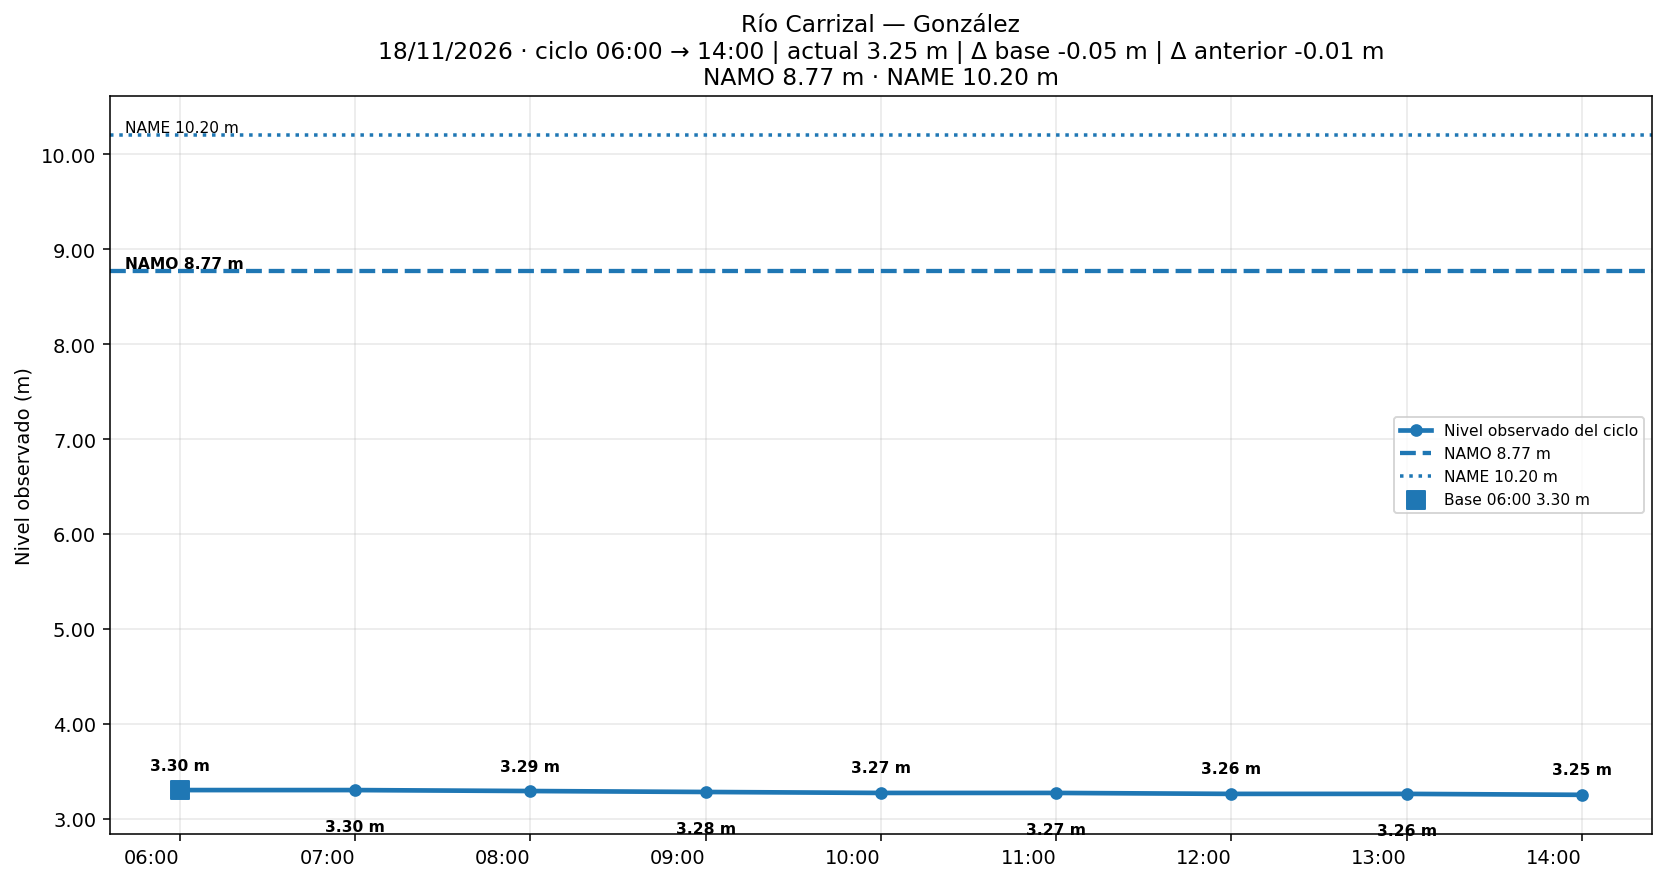 Río Carrizal — González
18/11/2026 · ciclo 06:00 → 14:00 | actual 3.25 m | Δ base -0.05 m | Δ anterior -0.01 m
NAMO 8.77 m · NAME 10.20 m
NAME 10.20 m
10.00
9.00
NAMO 8.77 m
8.00
7.00
6.00
5.00
4.00
3.00
Nivel observado (m)
Nivel observado del ciclo
NAMO 8.77 m
NAME 10.20 m
Base 06:00 3.30 m
3.30 m
3.30 m
3.29 m
3.28 m
3.27 m
3.27 m
3.26 m
3.26 m
3.25 m
06:00
07:00
08:00
09:00
10:00
11:00
12:00
13:00
14:00